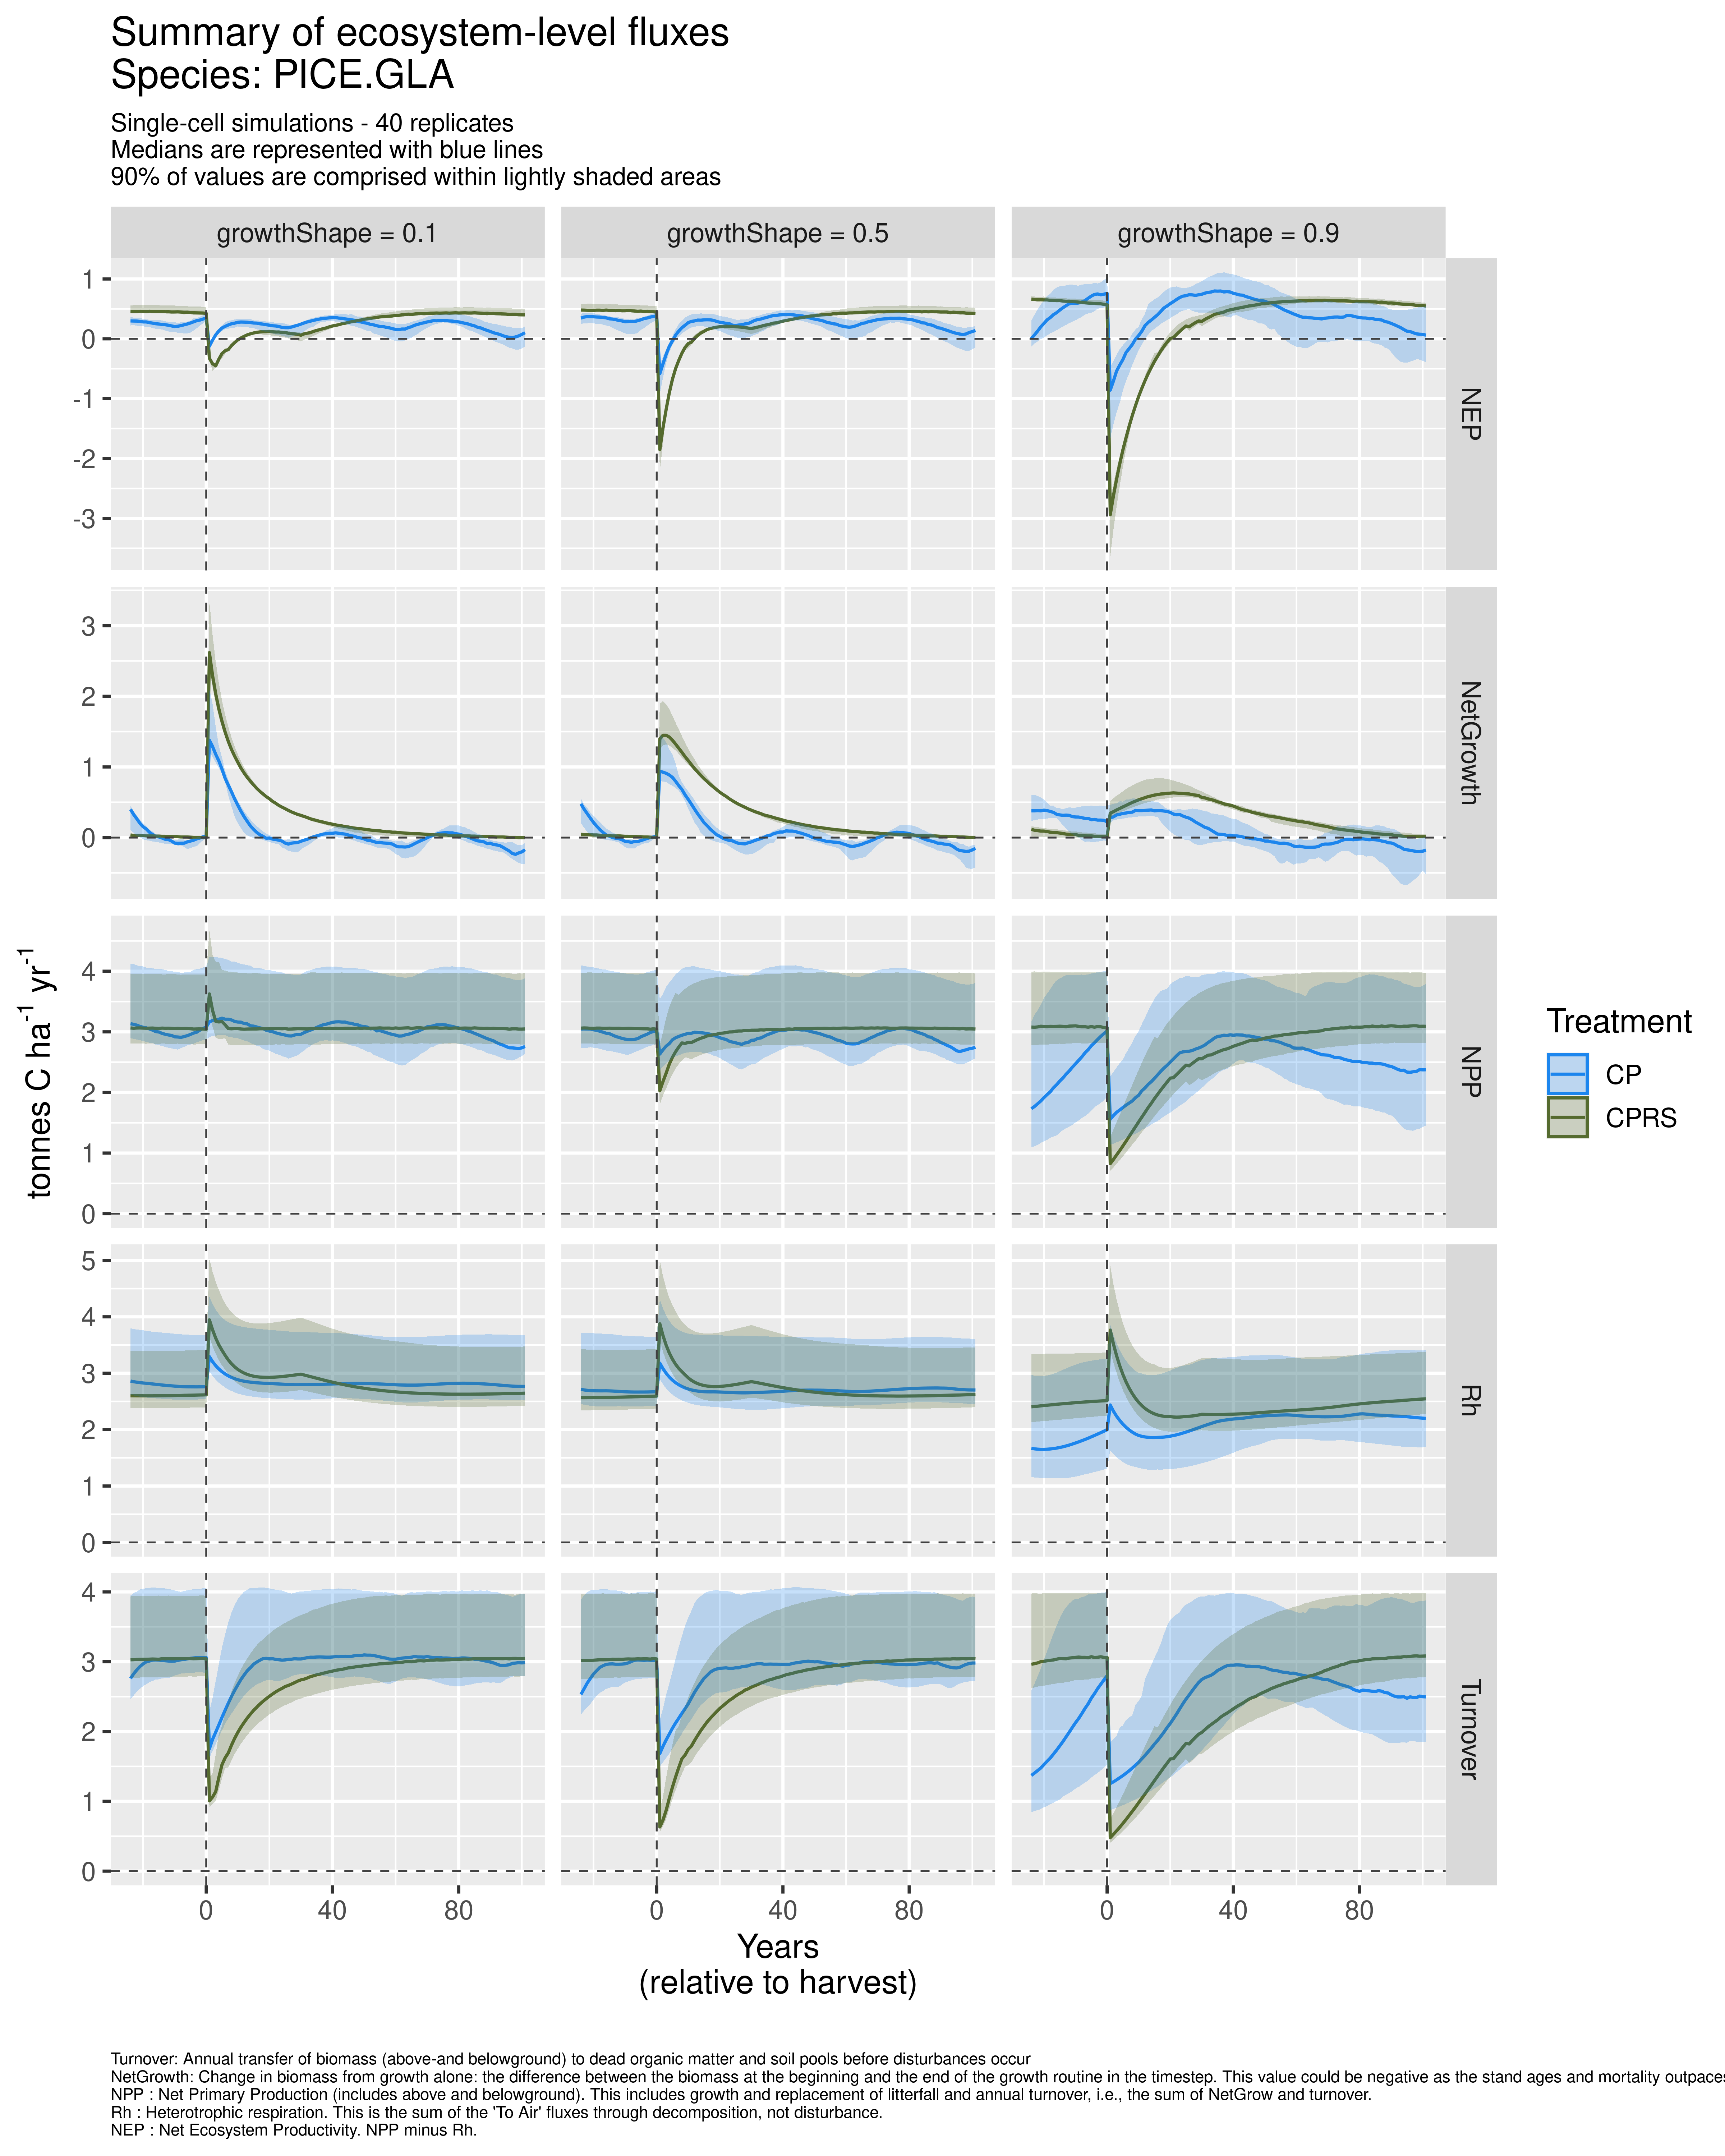 Summary of ecosystem-level fluxes
Species: PICE.GLA
Single-cell simulations - 40 replicates
Medians are represented with blue lines
90% of values are comprised within lightly shaded areas
growthShape = 0.1
growthShape = 0.5
growthShape = 0.9
1
0
-1
-2
-3
NEP
3
2
1
0
NetGrowth
4
3
2
1
0
NPP
5
4
3
2
1
0
Rh
4
3
2
1
0
Turnover
tonnes C ha⁻¹ yr⁻¹
0 40 80
0 40 80
0 40 80
Years
(relative to harvest)
Treatment
CP
CPRS
Turnover: Annual transfer of biomass (above-and belowground) to dead organic matter and soil pools before disturbances occur
NetGrowth: Change in biomass from growth alone: the difference between the biomass at the beginning and the end of the growth routine in the timestep. This value could be negative as the stand ages and mortality outpaces
NPP : Net Primary Production (includes above and belowground). This includes growth and replacement of litterfall and annual turnover, i.e., the sum of NetGrow and turnover.
Rh : Heterotrophic respiration. This is the sum of the 'To Air' fluxes through decomposition, not disturbance.
NEP : Net Ecosystem Productivity. NPP minus Rh.